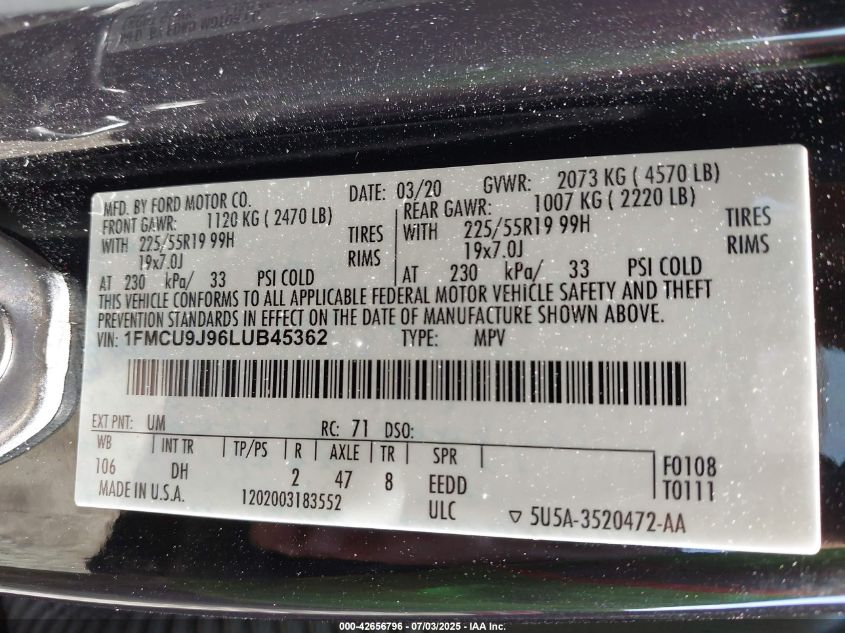 MFD. BY FORD MOTOR CO.
DATE: 03/20 GVWR: 2073 KG ( 4570 LB)
FRONT GAWR: 1120 KG ( 2470 LB)
WITH 225/55R19 99H TIRES
19x7.0J RIMS
AT 230 kPa/ 33 PSI COLD
REAR GAWR: 1007 KG ( 2220 LB)
WITH 225/55R19 99H TIRES
19x7.0J RIMS
AT 230 kPa/ 33 PSI COLD
THIS VEHICLE CONFORMS TO ALL APPLICABLE FEDERAL MOTOR VEHICLE SAFETY AND THEFT
PREVENTION STANDARDS IN EFFECT ON THE DATE OF MANUFACTURE SHOWN ABOVE.
VIN: 1FMCU9J96LUB45362 TYPE: MPV
EXT PNT: UM RC: 71 DSO:
WB INT TR TP/PS R AXLE TR SPR
106 DH 2 47 8 EEDD
F0108
T0111
MADE IN U.S.A. 1202003183552 ULC
5U5A-3520472-AA
000-42656796 - 07/03/2025 - IAA Inc.